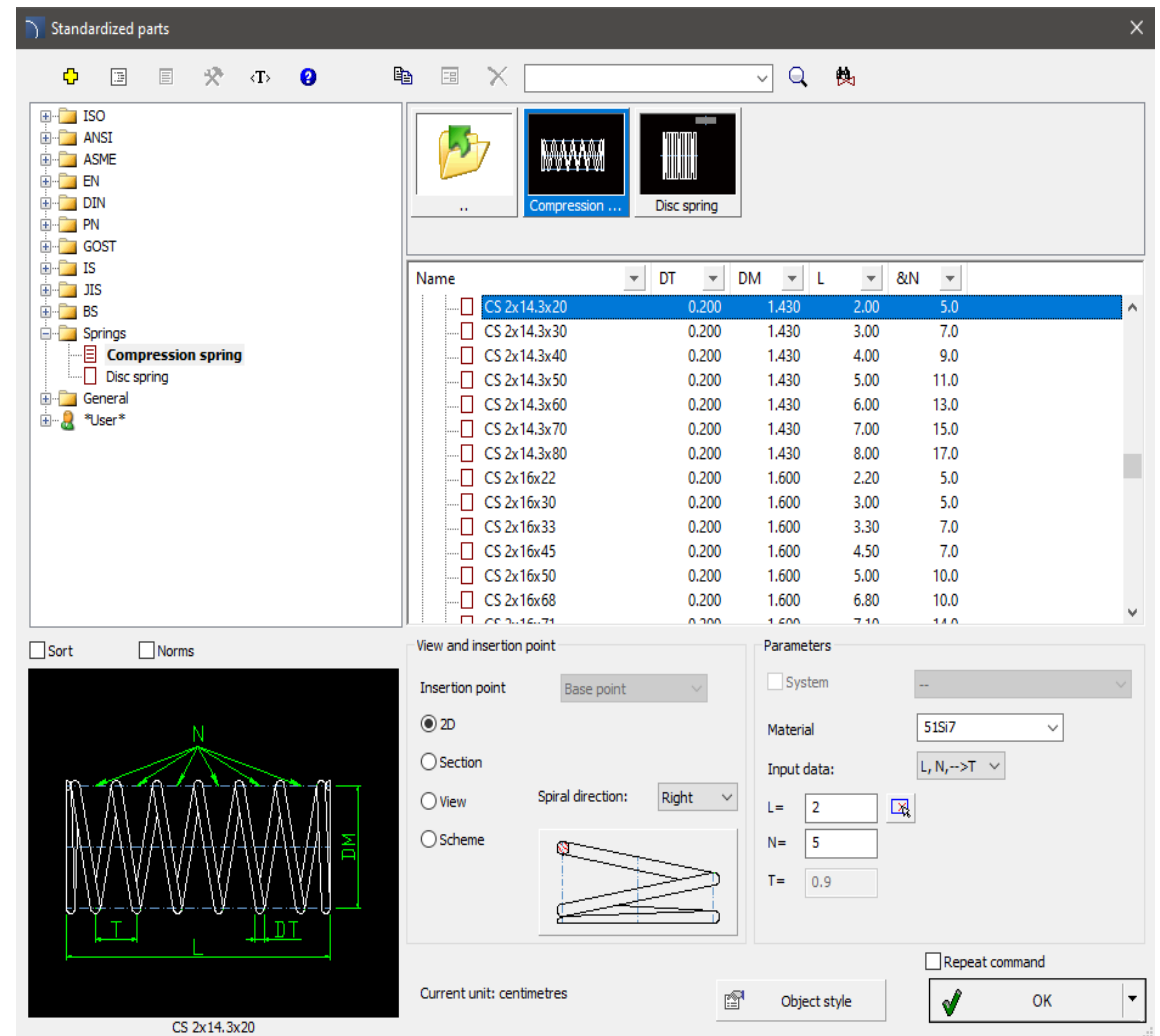 Standardized parts
<T>
ISO
ANSI
ASME
EN
DIN
PN
GOST
IS
JIS
BS
Springs
Compression spring
Disc spring
General
*User*
.. Compression ... Disc spring
Name DT DM L &N
CS 2x14.3x20 0.200 1.430 2.00 5.0
CS 2x14.3x30 0.200 1.430 3.00 7.0
CS 2x14.3x40 0.200 1.430 4.00 9.0
CS 2x14.3x50 0.200 1.430 5.00 11.0
CS 2x14.3x60 0.200 1.430 6.00 13.0
CS 2x14.3x70 0.200 1.430 7.00 15.0
CS 2x14.3x80 0.200 1.430 8.00 17.0
CS 2x16x22 0.200 1.600 2.20 5.0
CS 2x16x30 0.200 1.600 3.00 5.0
CS 2x16x33 0.200 1.600 3.30 7.0
CS 2x16x45 0.200 1.600 4.50 7.0
CS 2x16x50 0.200 1.600 5.00 10.0
CS 2x16x68 0.200 1.600 6.80 10.0
CS 2x16x71 0.200 1.600 7.10 14.0
Sort Norms
N
DM
T DT
L
CS 2x14.3x20
View and insertion point
Insertion point Base point
2D
Section
View Spiral direction: Right
Scheme
Parameters
System --
Material 51Si7
Input data: L, N,-->T
L= 2
N= 5
T= 0.9
Repeat command
Current unit: centimetres Object style OK